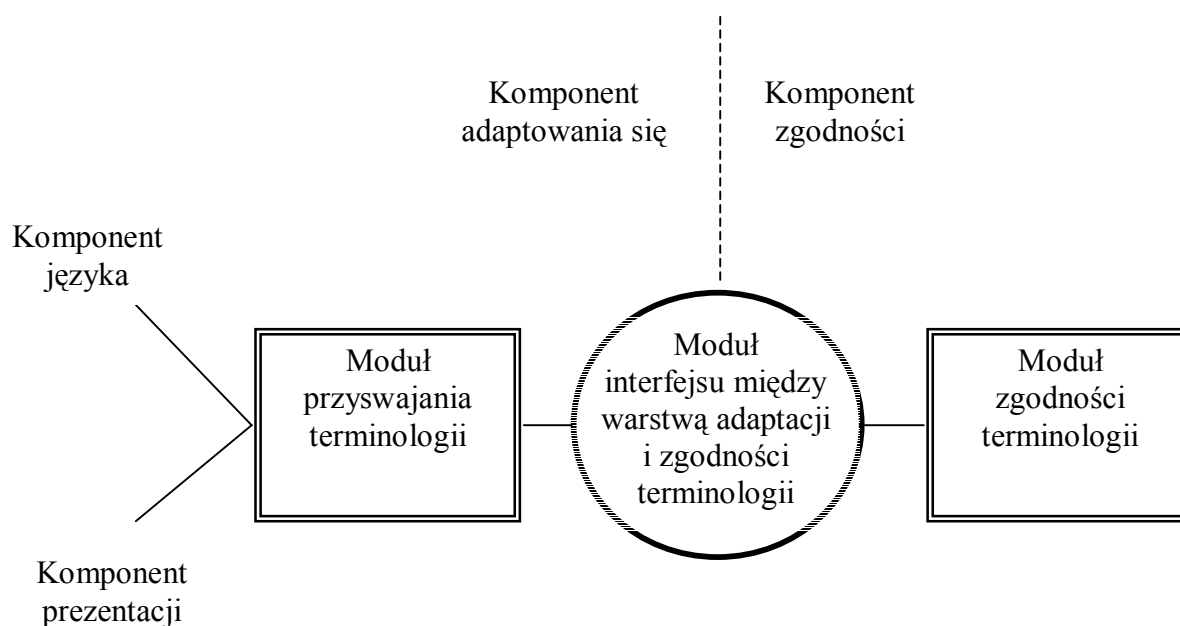 Komponent
adaptowania się
Komponent
zgodności
Komponent
języka
Moduł
przyswajania
terminologii
Moduł
interfejsu między
warstwą adaptacji
i zgodności
terminologii
Moduł
zgodności
terminologii
Komponent
prezentacji